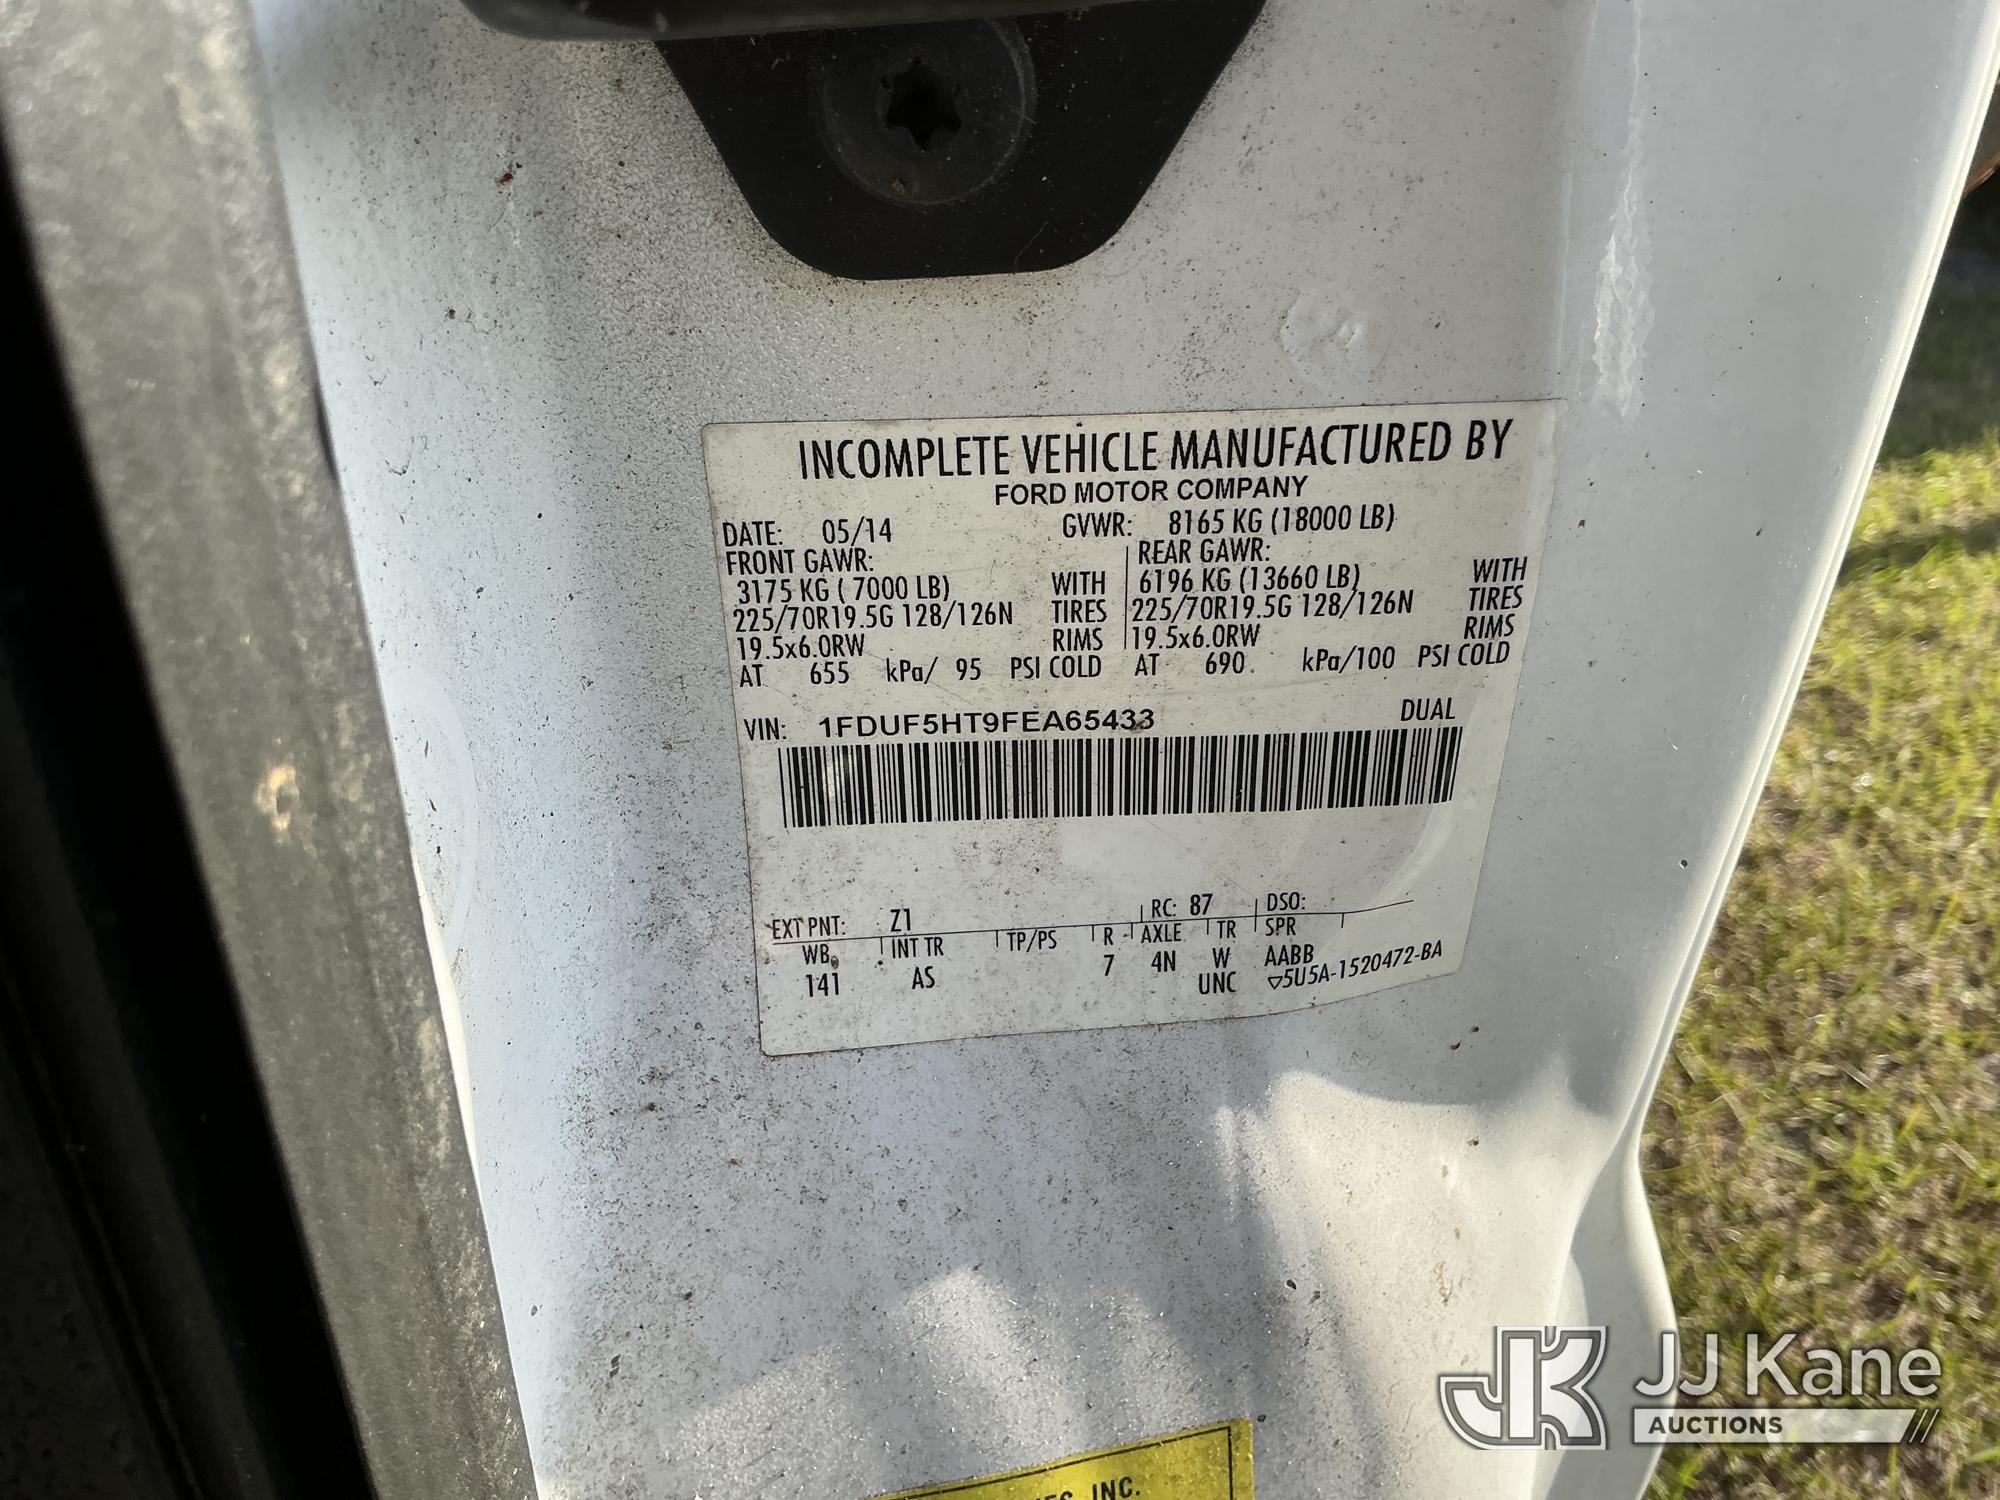 INCOMPLETE VEHICLE MANUFACTURED BY
FORD MOTOR COMPANY
DATE: 05/14 GVWR: 8165 KG (18000 LB)
FRONT GAWR: REAR GAWR:
3175 KG ( 7000 LB) WITH 6196 KG (13660 LB) WITH
225/70R19.5G 128/126N TIRES 225/70R19.5G 128/126N TIRES
19.5x6.0RW RIMS 19.5x6.0RW RIMS
AT 655 kPa/ 95 PSI COLD AT 690 kPa/100 PSI COLD
VIN: 1FDUF5HT9FEA65433 DUAL
EXT PNT: Z1 RC: 87 DSO:
WB INT TR TP/PS R AXLE TR SPR
141 AS 7 4N W AABB
UNC ▽5U5A-1520472-BA
INC.
JK JJ Kane
AUCTIONS